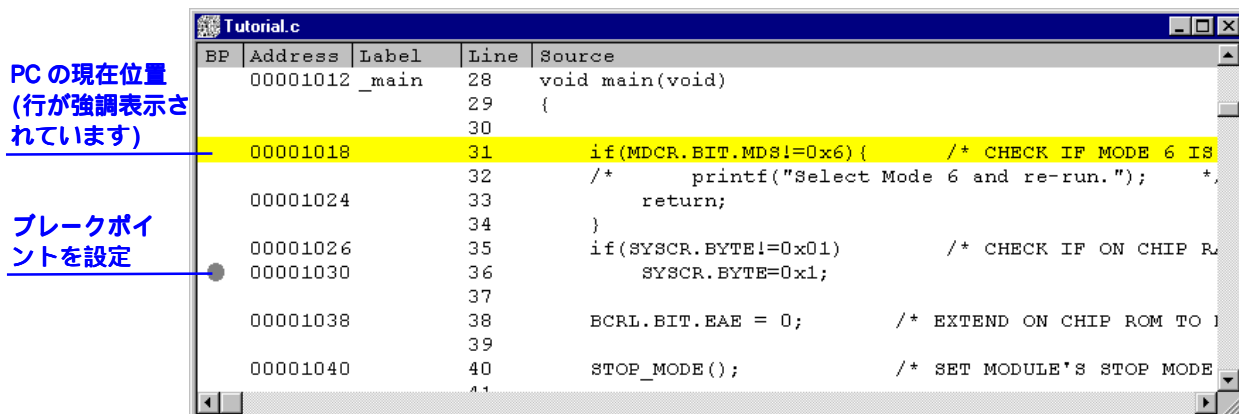 Tutorial.c
BP Address Label Line Source
00001012 _main 28 void main(void)
29 {
30
00001018 31 if(MDCR.BIT.MDS!=0x6){ /* CHECK IF MODE 6 IS
32 /* printf("Select Mode 6 and re-run."); *
00001024 33 return;
34 }
00001026 35 if(SYSCR.BYTE!=0x01) /* CHECK IF ON CHIP
00001030 36 SYSCR.BYTE=0x1;
37
00001038 38 BCRL.BIT.EAE = 0; /* EXTEND ON CHIP ROM TO
39
00001040 40 STOP_MODE(); /* SET MODULE'S STOP MODE
PC の現在位置
(行が強調表示さ
れています)
ブレークポイ
ントを設定